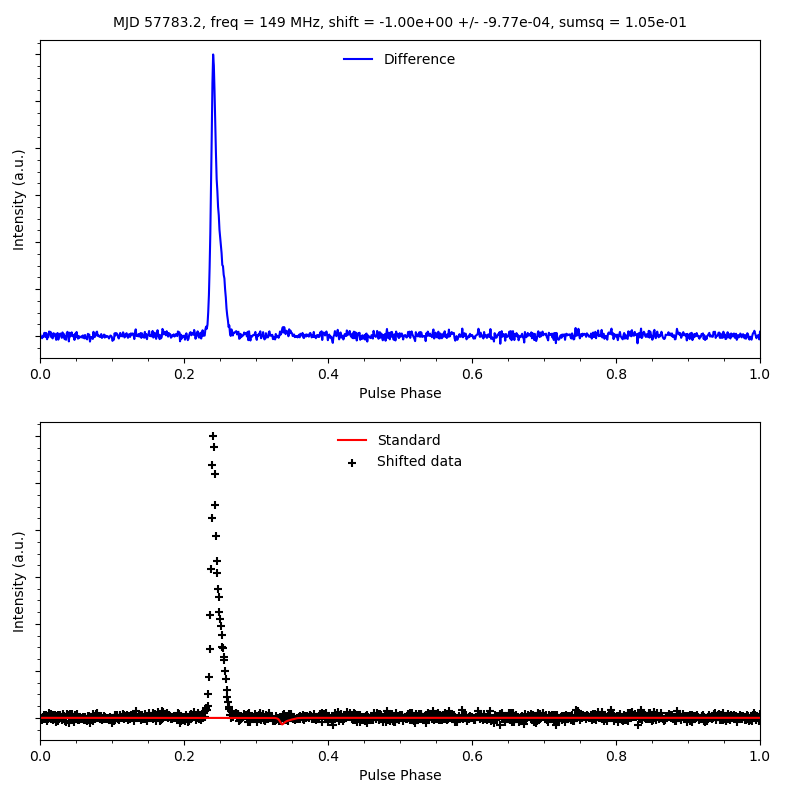 MJD 57783.2, freq = 149 MHz, shift = -1.00e+00 +/- -9.77e-04, sumsq = 1.05e-01
Difference
Intensity (a.u.)
0.0 0.2 0.4 0.6 0.8 1.0
Pulse Phase
Standard
Shifted data
Intensity (a.u.)
0.0 0.2 0.4 0.6 0.8 1.0
Pulse Phase